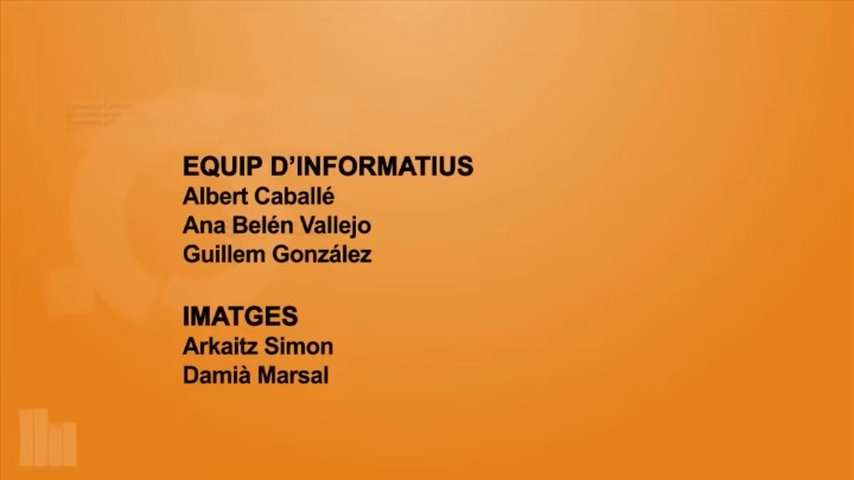 EQUIP D’INFORMATIUS
Albert Caballé
Ana Belén Vallejo
Guillem González
IMATGES
Arkaitz Simon
Damià Marsal